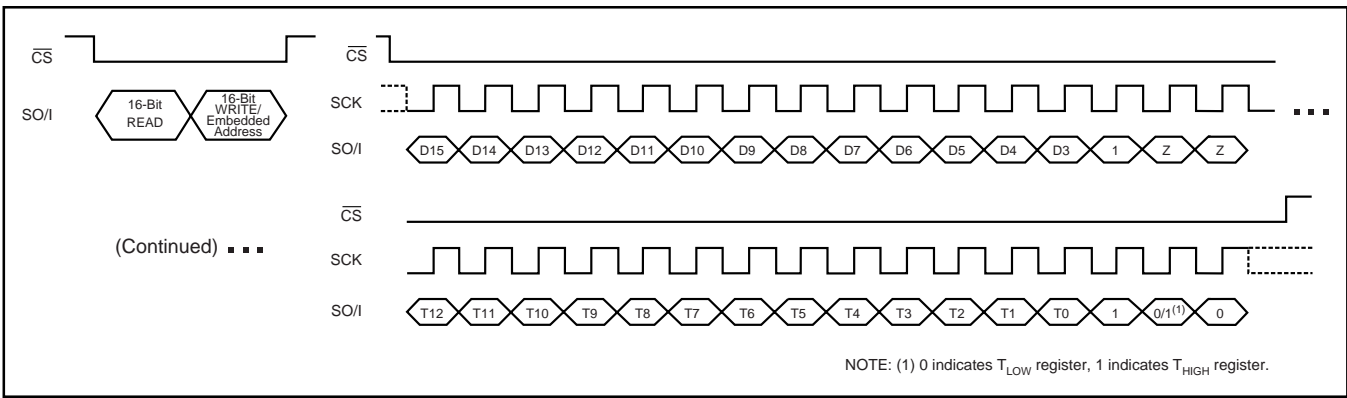 CS
SO/I
16-Bit
READ
16-Bit
WRITE/
Embedded
Address
CS
SCK
SO/I
D15 D14 D13 D12 D11 D10 D9 D8 D7 D6 D5 D4 D3 1 Z Z
(Continued)
CS
SCK
SO/I
T12 T11 T10 T9 T8 T7 T6 T5 T4 T3 T2 T1 T0 1 0/1(1) 0
NOTE: (1) 0 indicates TLOW register, 1 indicates THIGH register.